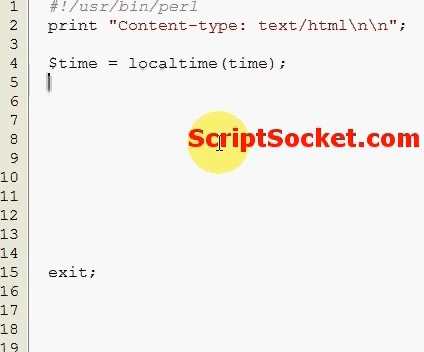 1 #!/usr/bin/perl
2 print "Content-type: text/html\n\n";
3
4 $time = localtime(time);
5
6
7
8 ScriptSocket.com
9
10
11
12
13
14
15 exit;
16
17
18
19